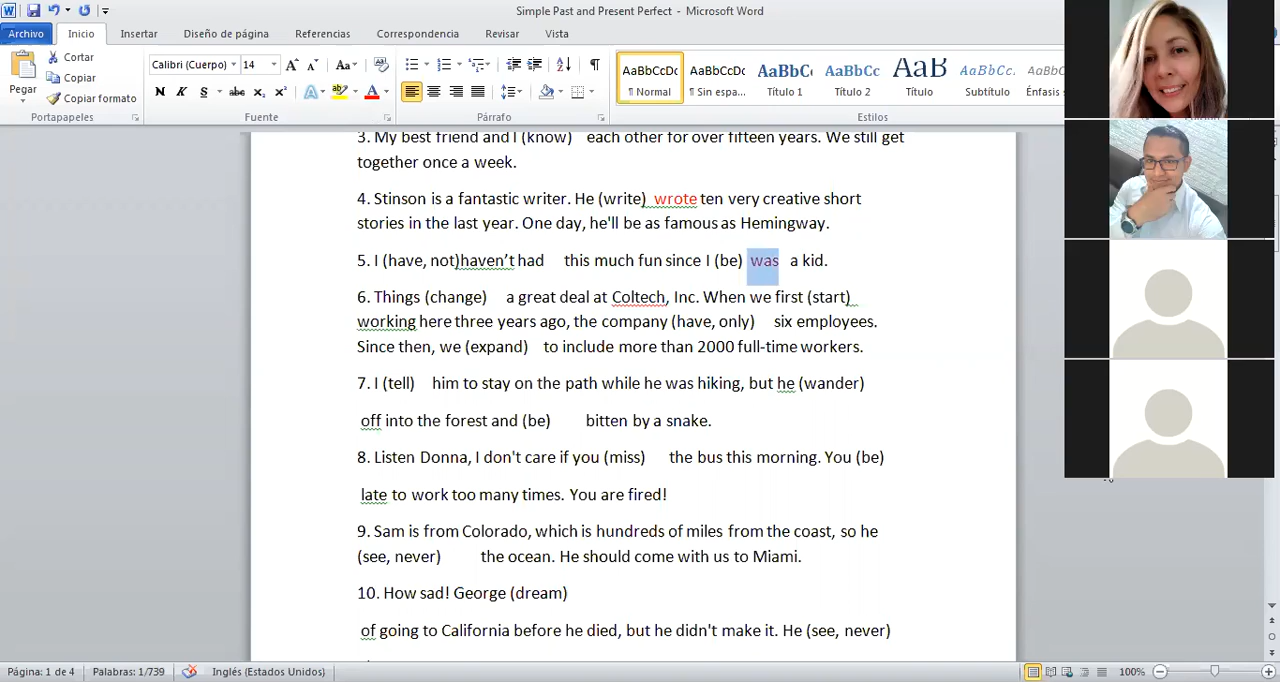 Simple Past and Present Perfect - Microsoft Word
Archivo Inicio Insertar Diseño de página Referencias Correspondencia Revisar Vista
Cortar
Copiar
Copiar formato
Pegar
Portapapeles
Calibri (Cuerpo) 14
Fuente
Párrafo
AaBbCcDc AaBbCcDc AaBbC AaBbCc AaB AaBbCc AaBbC
¶ Normal ¶ Sin espa... Título 1 Título 2 Título Subtítulo Énfasis
Estilos
3. My best friend and I (know) each other for over fifteen years. We still get
together once a week.
4. Stinson is a fantastic writer. He (write) wrote ten very creative short
stories in the last year. One day, he'll be as famous as Hemingway.
5. I (have, not)haven’t had this much fun since I (be) was a kid.
6. Things (change) a great deal at Coltech, Inc. When we first (start)
working here three years ago, the company (have, only) six employees.
Since then, we (expand) to include more than 2000 full-time workers.
7. I (tell) him to stay on the path while he was hiking, but he (wander)
off into the forest and (be) bitten by a snake.
8. Listen Donna, I don't care if you (miss) the bus this morning. You (be)
late to work too many times. You are fired!
9. Sam is from Colorado, which is hundreds of miles from the coast, so he
(see, never) the ocean. He should come with us to Miami.
10. How sad! George (dream)
of going to California before he died, but he didn't make it. He (see, never)
Página: 1 de 4 Palabras: 1/739 Inglés (Estados Unidos) 100%